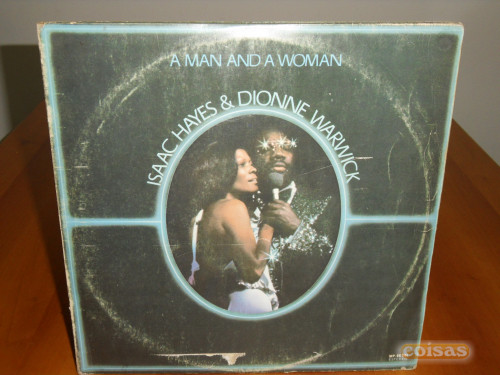 A MAN AND A WOMAN
ISAAC HAYES & DIONNE WARWICK
coisas